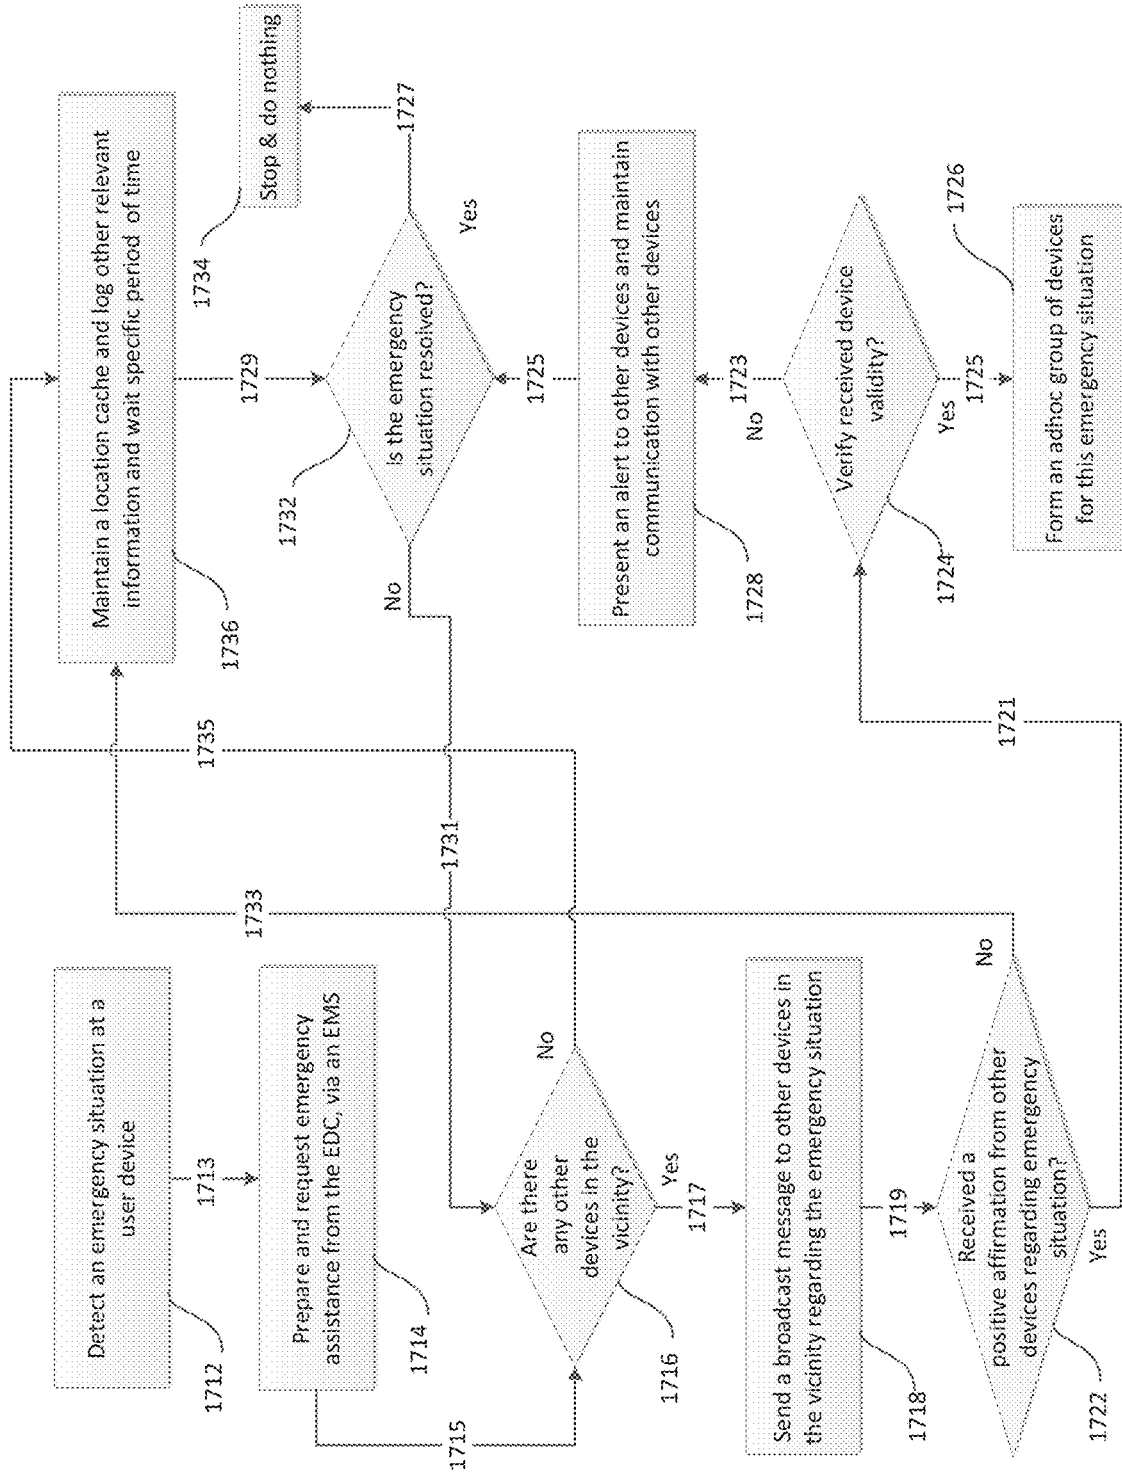 Detect an emergency situation at a
user device
1712
1713
Prepare and request emergency
assistance from the EDC, via an EMS
1714
1715
Are there
any other
devices in the
vicinity?
1716
No
Yes
1717
Send a broadcast message to other devices in
the vicinity regarding the emergency situation
1718
1719
Received a
positive affirmation from other
devices regarding emergency
situation?
1722
No
Yes
1733
1735
1731
1721
Maintain a location cache and log other relevant
information and wait specific period of time
1736
1729
1734
Stop & do nothing
1727
Is the emergency
situation resolved?
1732
No
Yes
1725
Present an alert to other devices and maintain
communication with other devices
1728
1723
No
Verify received device
validity?
1724
Yes
1725
1726
Form an adhoc group of devices
for this emergency situation